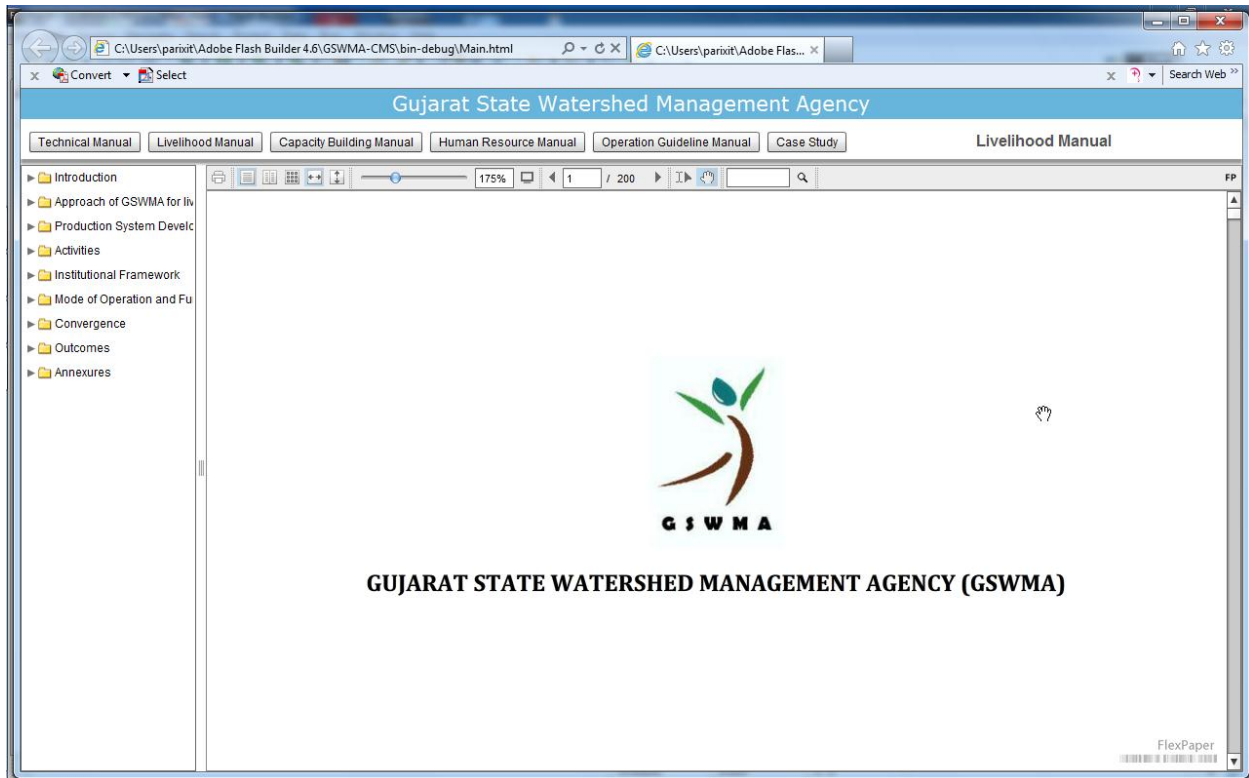 C:\Users\parixit\Adobe Flash Builder 4.6\GSWMA-CMS\bin-debug\Main.html
C:\Users\parixit\Adobe Flas...
x Convert Select
x Search Web
Gujarat State Watershed Management Agency
Technical Manual Livelihood Manual Capacity Building Manual Human Resource Manual Operation Guideline Manual Case Study Livelihood Manual
Introduction
175% 1 / 200 FP
Approach of GSWMA for liv
Production System Develc
Activities
Institutional Framework
Mode of Operation and Fu
Convergence
Outcomes
Annexures
G S W M A
GUJARAT STATE WATERSHED MANAGEMENT AGENCY (GSWMA)
FlexPaper